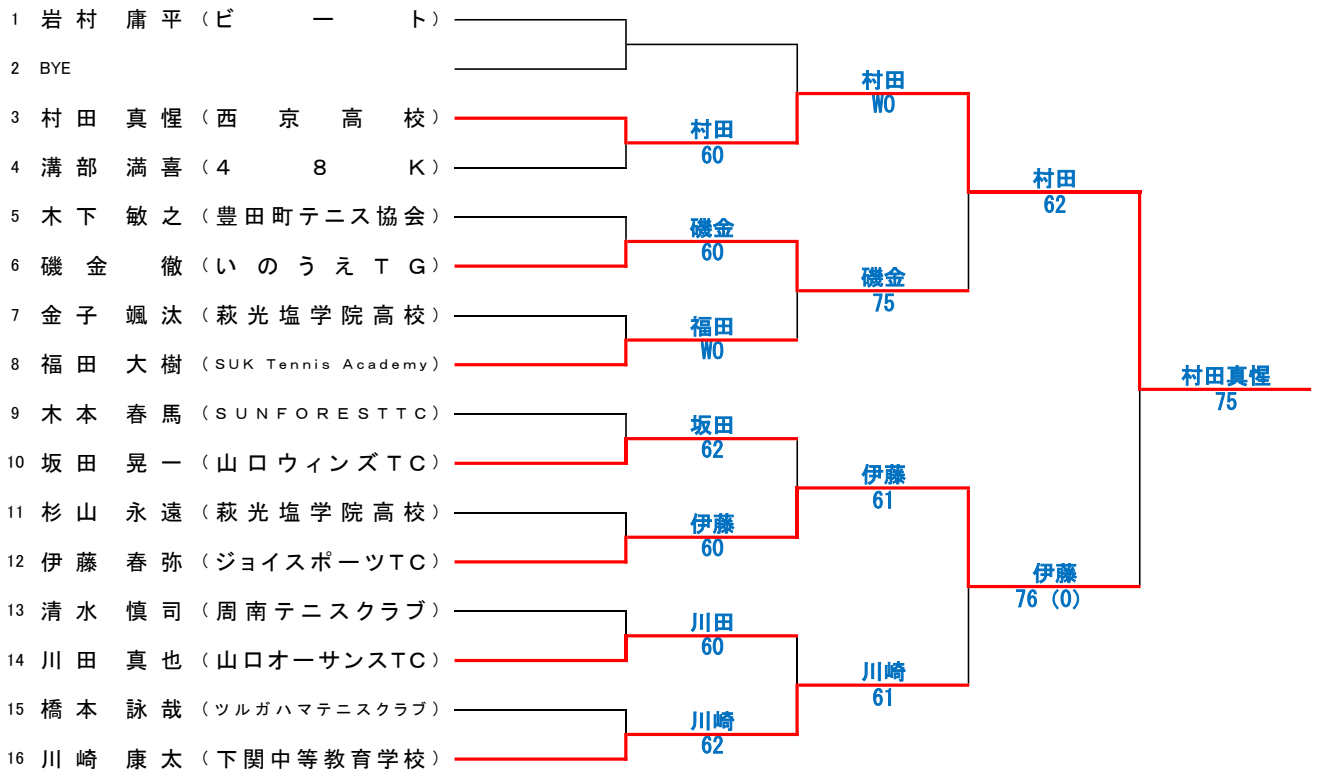 1 岩村 庸平 (ビート)
2 BYE
3 村田 真惺 (西京高校)
4 溝部 満喜 (48K)
5 木下 敏之 (豊田町テニス協会)
6 磯金 徹 (いのうえTG)
7 金子 颯汰 (萩光塩学院高校)
8 福田 大樹 (SUK Tennis Academy)
9 木本 春馬 (SUNFORESTTC)
10 坂田 晃一 (山口ウィンズTC)
11 杉山 永遠 (萩光塩学院高校)
12 伊藤 春弥 (ジョイスポーツTC)
13 清水 慎司 (周南テニスクラブ)
14 川田 真也 (山口オーサンスTC)
15 橋本 詠哉 (ツルガハマテニスクラブ)
16 川崎 康太 (下関中等教育学校)
村田
60
磯金
60
福田
WO
坂田
62
伊藤
60
川田
60
川崎
62
村田
WO
磯金
75
伊藤
61
川崎
61
村田
62
伊藤
76 (0)
村田真惺
75